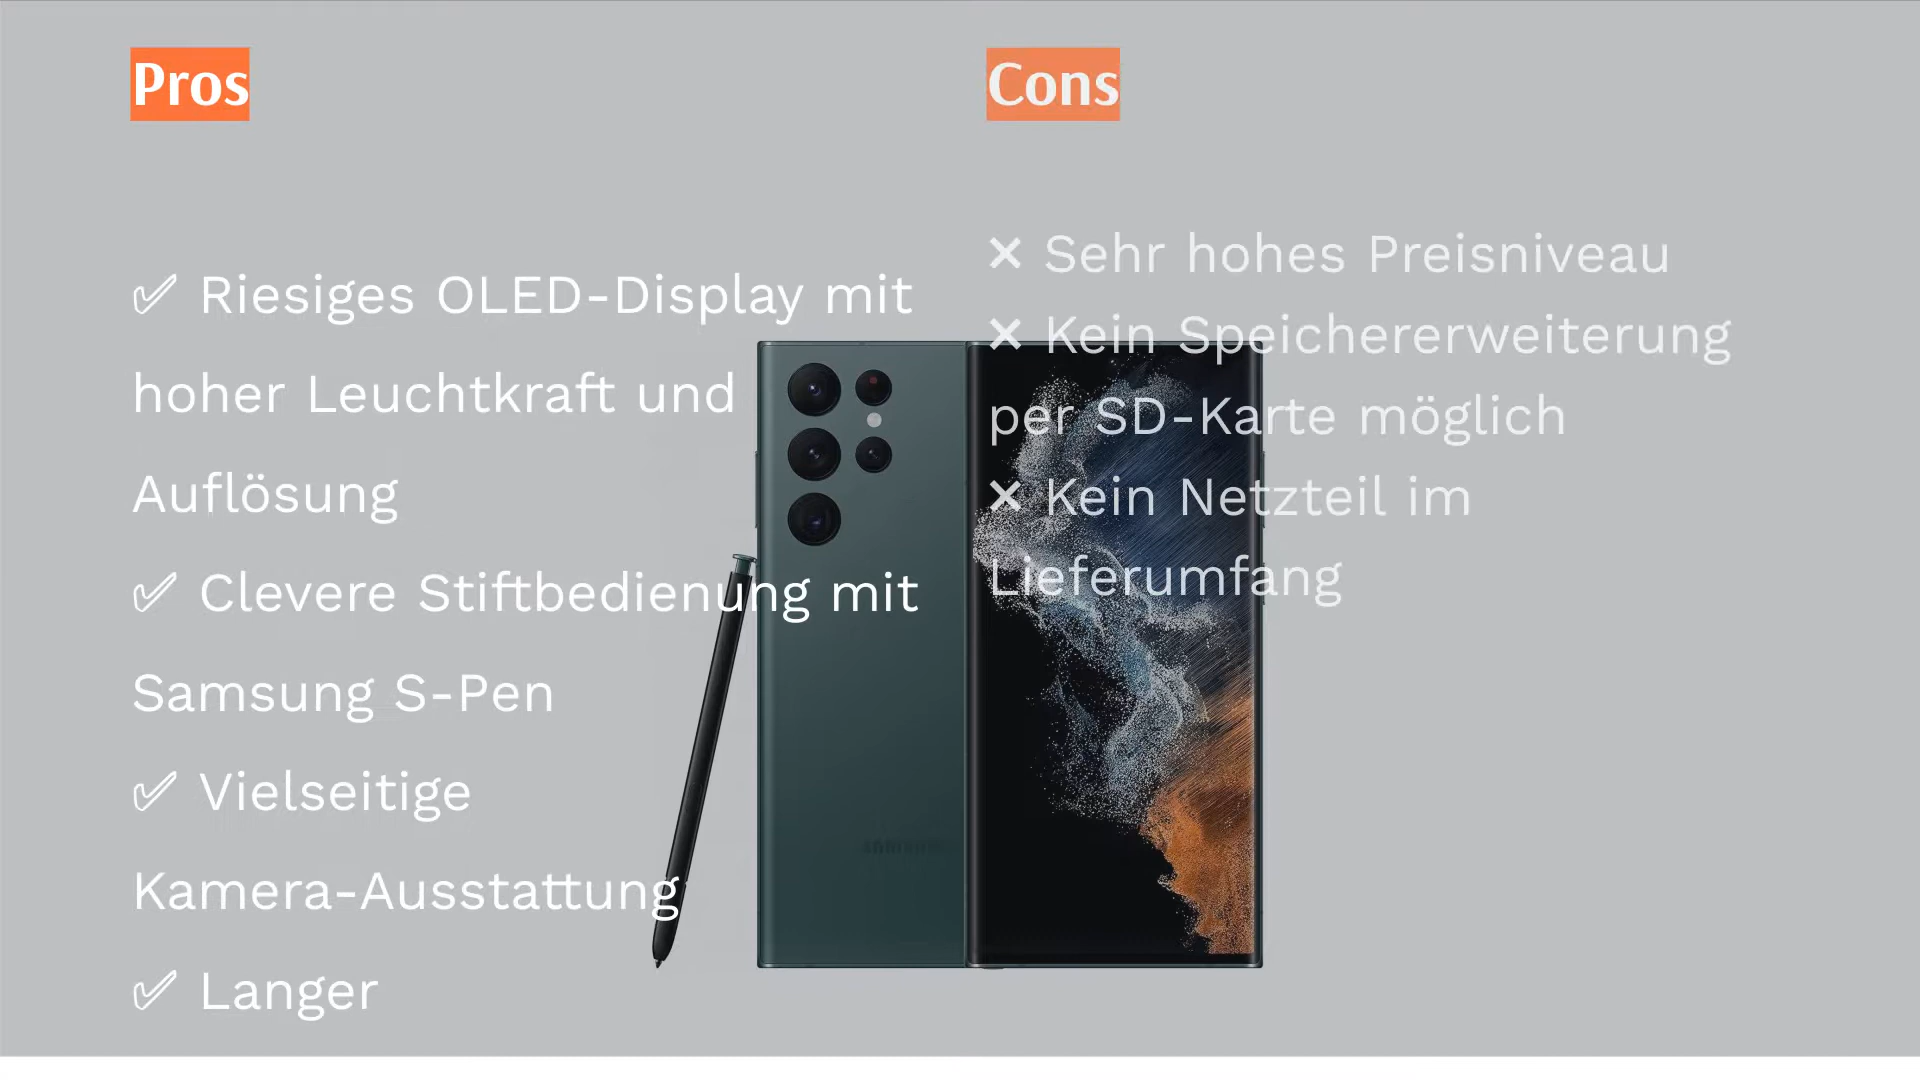 Pros
✅ Riesiges OLED-Display mit
hoher Leuchtkraft und
Auflösung
✅ Clevere Stiftbedienung mit
Samsung S-Pen
✅ Vielseitige
Kamera-Ausstattung
✅ Langer
Cons
❌ Sehr hohes Preisniveau
❌ Kein Speichererweiterung
per SD-Karte möglich
❌ Kein Netzteil im
Lieferumfang
SAMSUNG